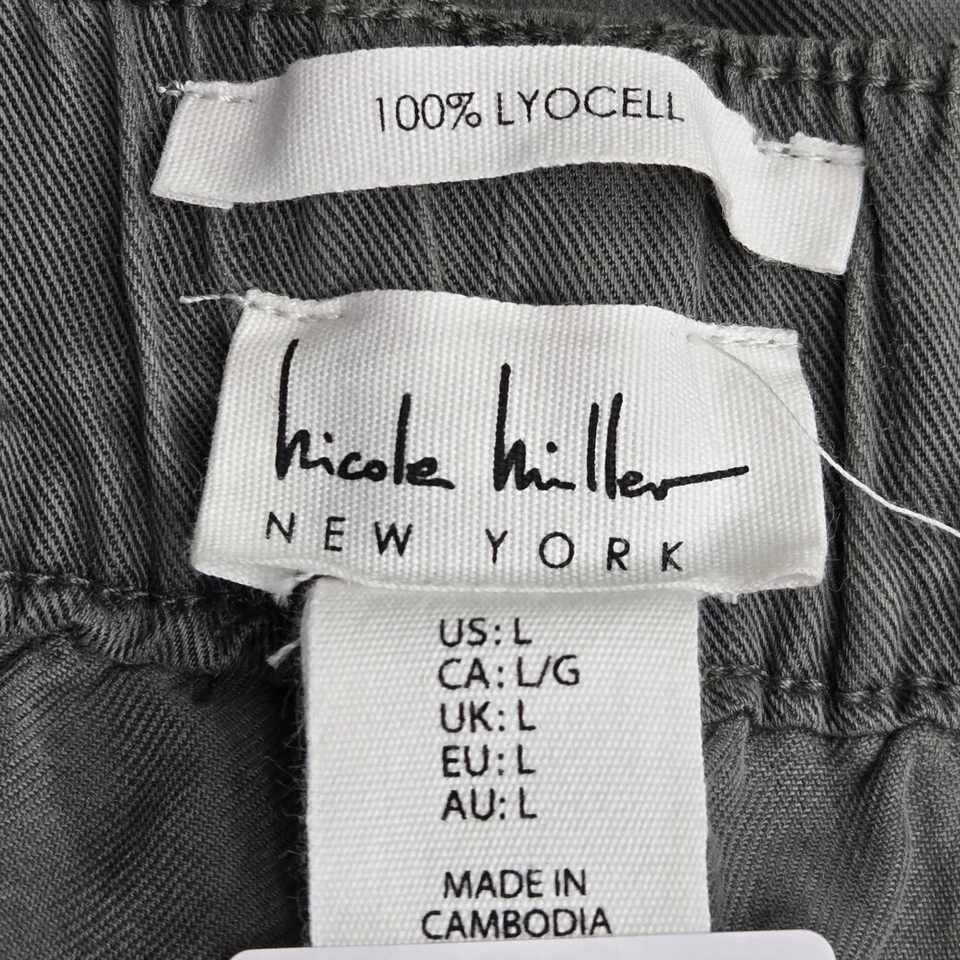 100% LYOCELL
nicole miller
NEW YORK
US: L
CA: L/G
UK: L
EU: L
AU: L
MADE IN
CAMBODIA